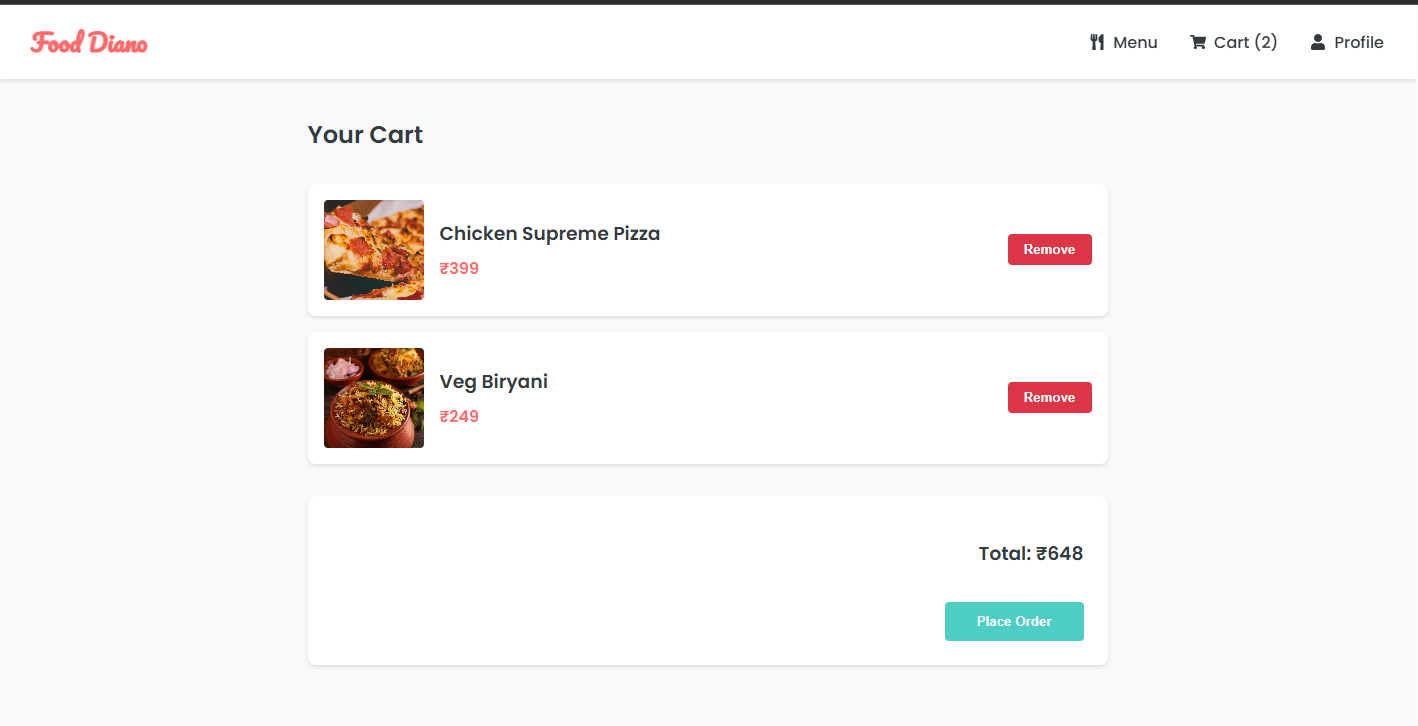 Food Diano
Menu
Cart (2)
Profile
Your Cart
Chicken Supreme Pizza
₹399
Remove
Veg Biryani
₹249
Remove
Total: ₹648
Place Order